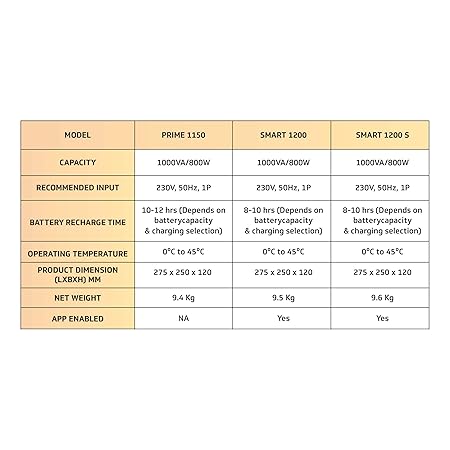 MODEL PRIME 1150 SMART 1200 SMART 1200 S
CAPACITY 1000VA/800W 1000VA/800W 1000VA/800W
RECOMMENDED INPUT 230V, 50Hz, 1P 230V, 50Hz, 1P 230V, 50Hz, 1P
BATTERY RECHARGE TIME 10-12 hrs (Depends on batterycapacity & charging selection) 8-10 hrs (Depends on batterycapacity & charging selection) 8-10 hrs (Depends on batterycapacity & charging selection)
OPERATING TEMPERATURE 0°C to 45°C 0°C to 45°C 0°C to 45°C
PRODUCT DIMENSION (LXBXH) MM 275 x 250 x 120 275 x 250 x 120 275 x 250 x 120
NET WEIGHT 9.4 Kg 9.5 Kg 9.6 Kg
APP ENABLED NA Yes Yes